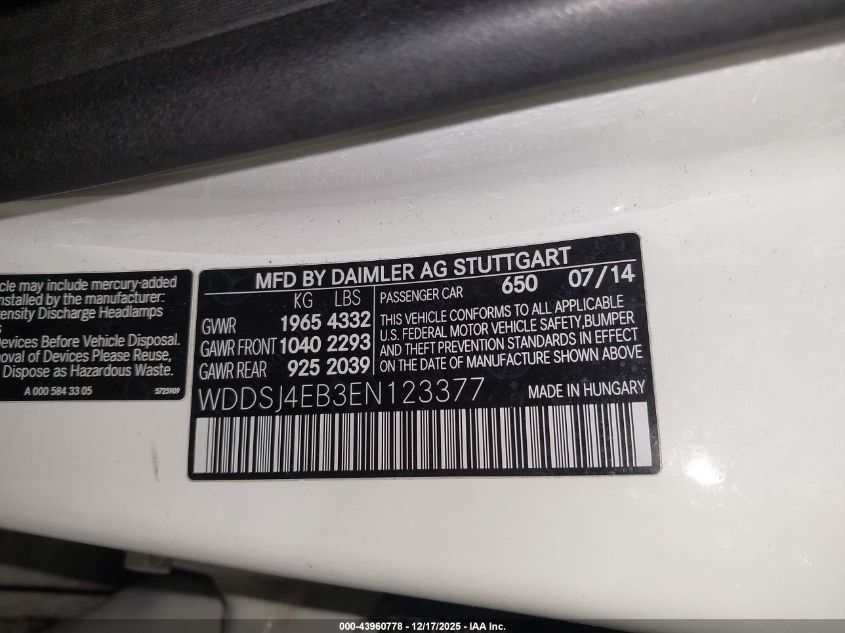 cle may include mercury-added
nstalled by the manufacturer:
ensity Discharge Headlamps
s
Devices Before Vehicle Disposal.
oval of Devices Please Reuse,
Dispose as Hazardous Waste.
A 000 584 33 05
5725909
MFD BY DAIMLER AG STUTTGART
KG LBS
GVWR 1965 4332
GAWR FRONT 1040 2293
GAWR REAR 925 2039
PASSENGER CAR 650 07/14
THIS VEHICLE CONFORMS TO ALL APPLICABLE
U.S. FEDERAL MOTOR VEHICLE SAFETY,BUMPER
AND THEFT PREVENTION STANDARDS IN EFFECT
ON THE DATE OF MANUFACTURE SHOWN ABOVE
WDDSJ4EB3EN123377
MADE IN HUNGARY
000-43960778 - 12/17/2025 - IAA Inc.